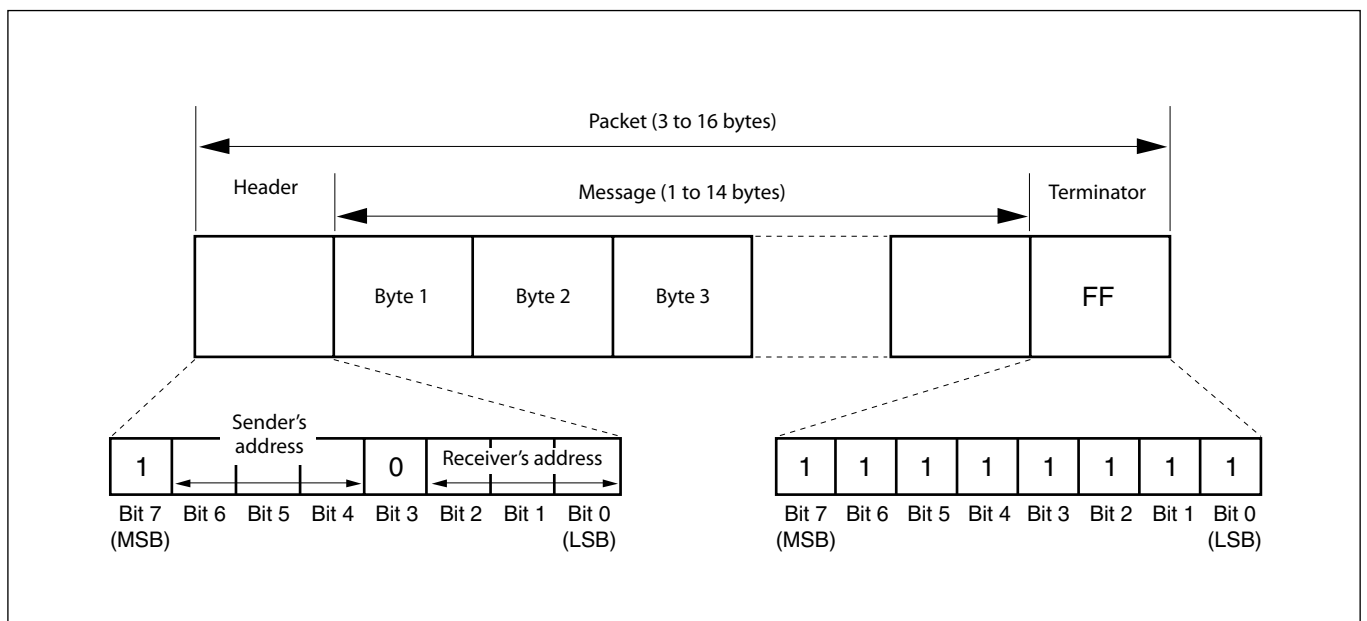 Packet (3 to 16 bytes)
Header
Message (1 to 14 bytes)
Terminator
Byte 1
Byte 2
Byte 3
FF
Sender’s
address
1
0
Receiver’s address
Bit 7 Bit 6 Bit 5 Bit 4 Bit 3 Bit 2 Bit 1 Bit 0
(MSB)
(LSB)
1 1 1 1 1 1 1 1
Bit 7 Bit 6 Bit 5 Bit 4 Bit 3 Bit 2 Bit 1 Bit 0
(MSB)
(LSB)